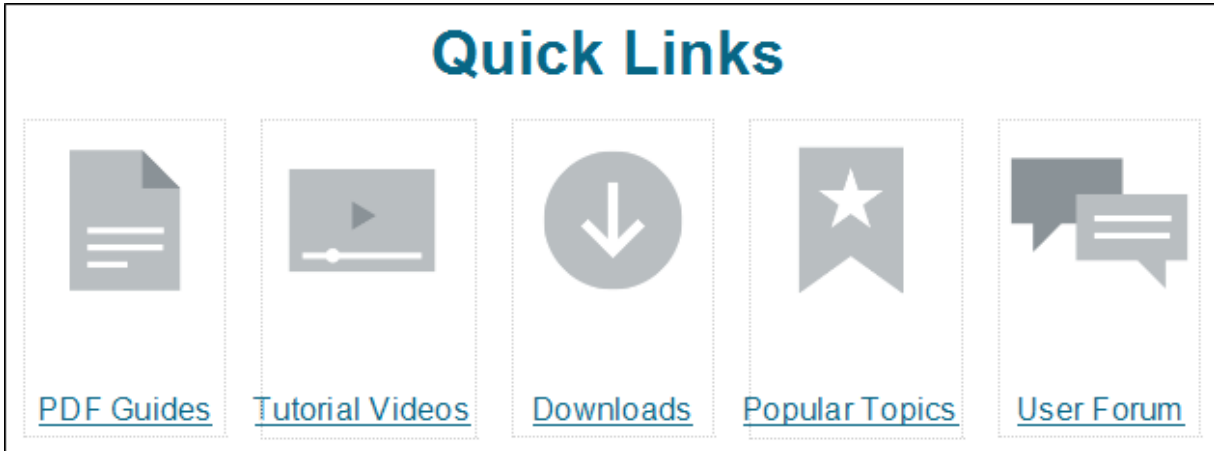 Quick Links
PDF Guides
Tutorial Videos
Downloads
Popular Topics
User Forum